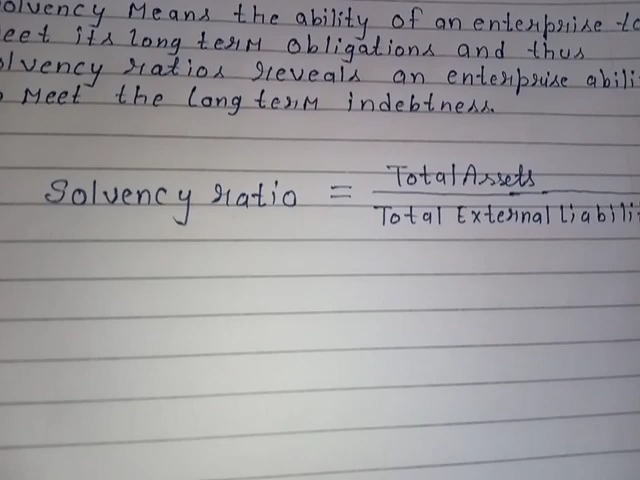 olvency Means the ability of an enterprise to
eet its long term obligations and thus
olvency ratios reveals an enterprise abili
Meet the long term indebtness.
Solvency ratio = Total Assets
Total External Liabili